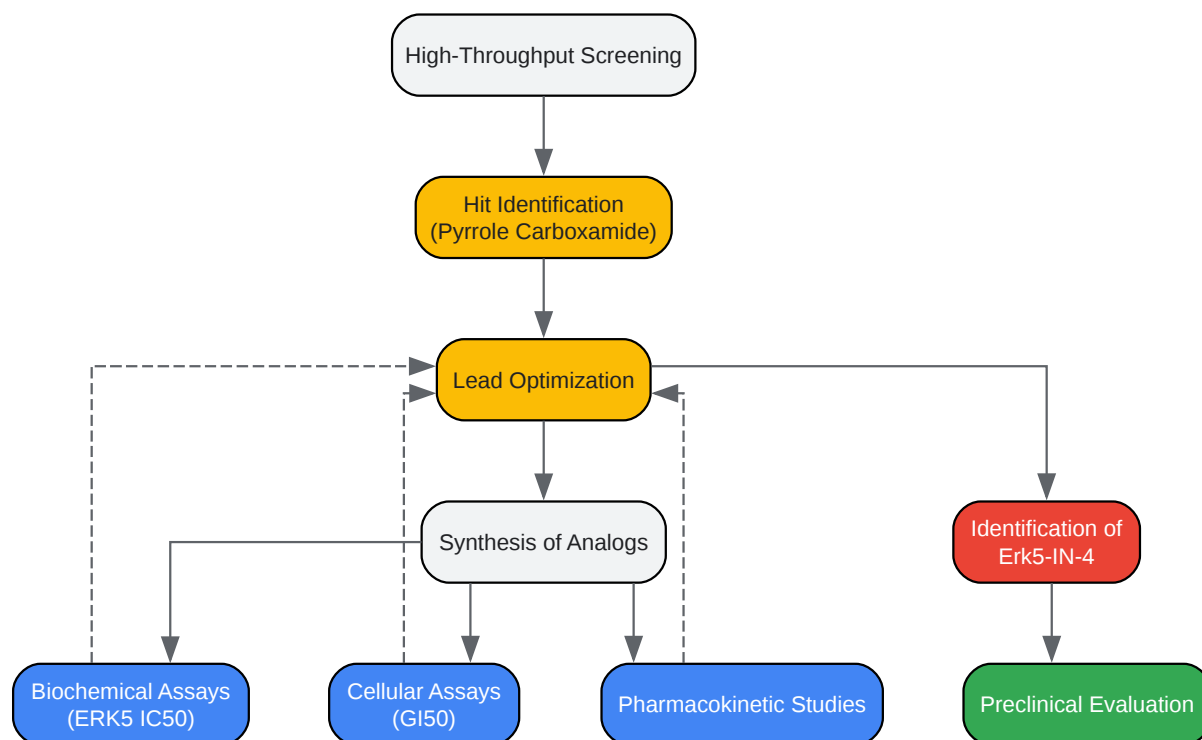 High-Throughput Screening
Hit Identification
(Pyrrole Carboxamide)
Lead Optimization
Synthesis of Analogs
Identification of
Erk5-IN-4
Biochemical Assays
(ERK5 IC50)
Cellular Assays
(GI50)
Pharmacokinetic Studies
Preclinical Evaluation